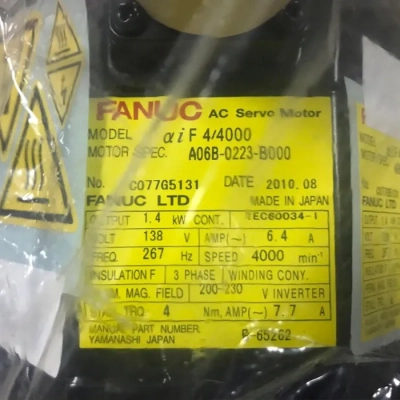 FANUC AC Servo Motor
MODEL αiF 4/4000
MOTOR SPEC. A06B-0223-B000
No. C077G5131 DATE 2010.08
FANUC LTD MADE IN JAPAN
OUTPUT 1.4 kW CONT. IEC60034-1
VOLT 138 V AMP(~) 6.4 A
FREQ. 267 Hz SPEED 4000 min⁻¹
INSULATION F 3 PHASE WINDING CONY.
MAG. FIELD 200-230 V INVERTER
TRQ 4 Nm, AMP(~) 7.7 A
MANUAL PART NUMBER B-65262
YAMANASHI JAPAN